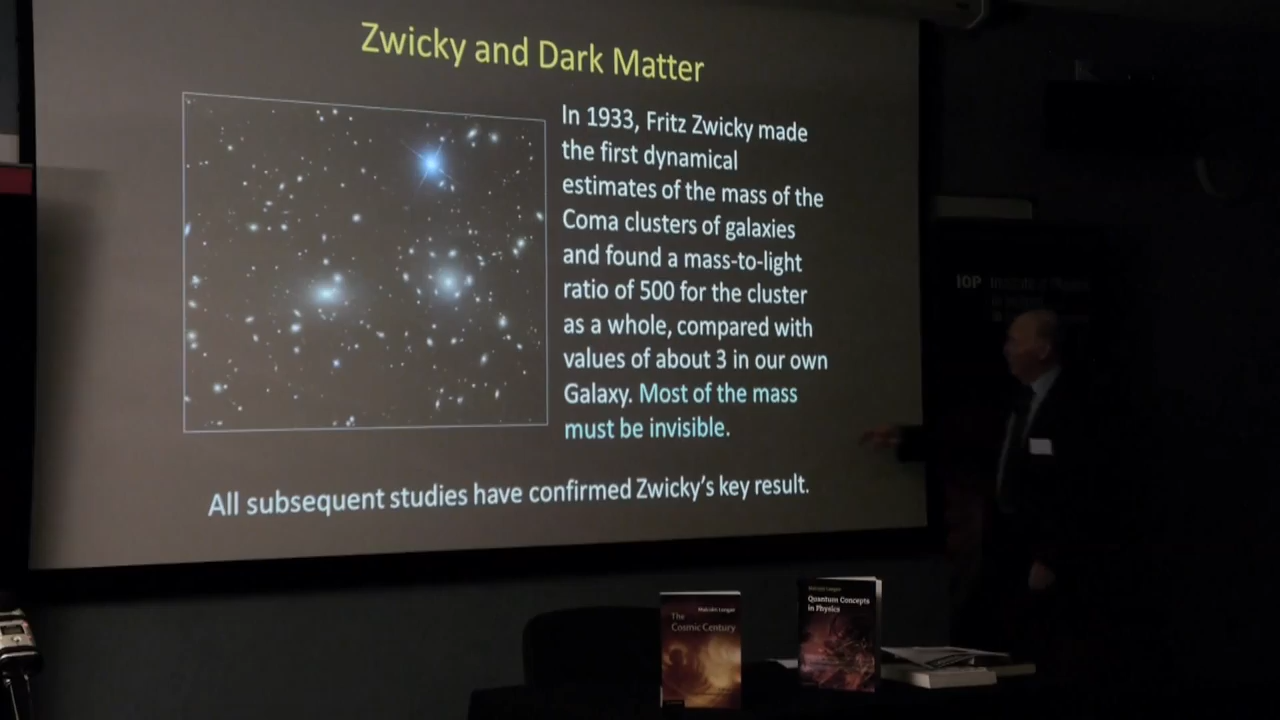 Zwicky and Dark Matter
In 1933, Fritz Zwicky made
the first dynamical
estimates of the mass of the
Coma clusters of galaxies
and found a mass-to-light
ratio of 500 for the cluster
as a whole, compared with
values of about 3 in our own
Galaxy. Most of the mass
must be invisible.
All subsequent studies have confirmed Zwicky's key result.
IOP
Malcolm Longair
The
Cosmic Century
Malcolm Longair
Quantum Concepts
in Physics